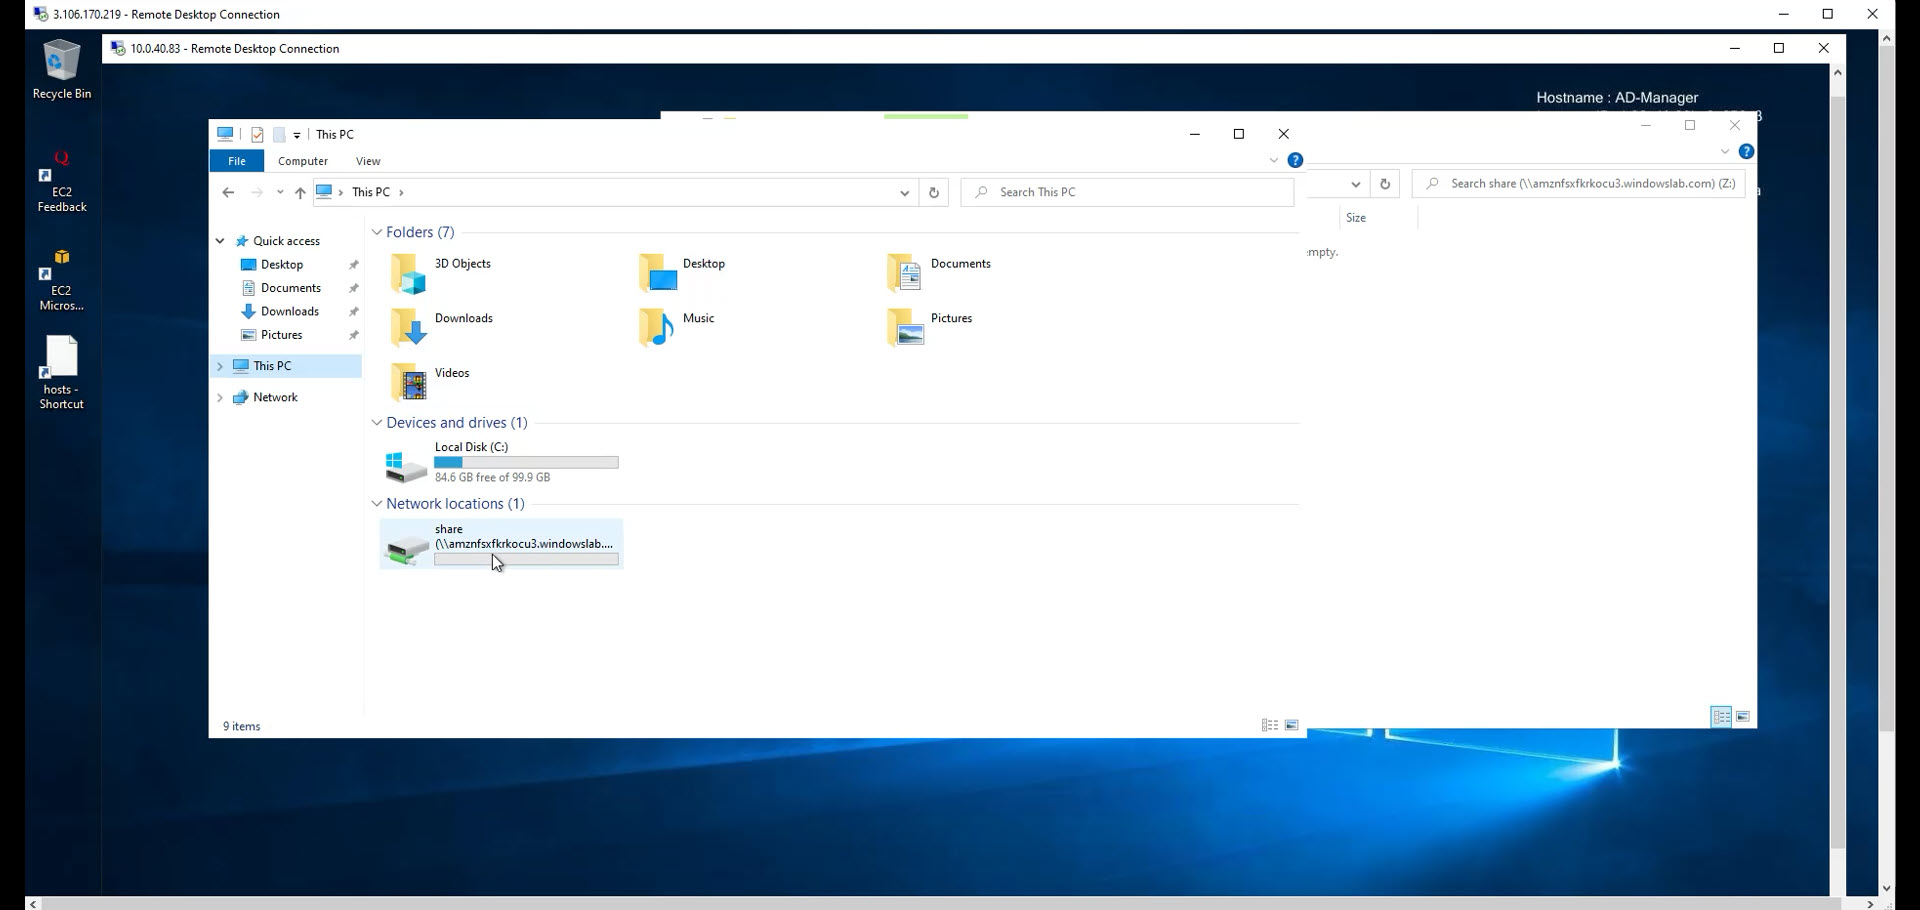 3.106.170.219 - Remote Desktop Connection
10.0.40.83 - Remote Desktop Connection
Recycle Bin
EC2
Feedback
EC2
Micros...
hosts -
Shortcut
Hostname : AD-Manager
This PC
File
Computer
View
This PC
Search This PC
Search share (\\amznfsxfkrkocu3.windowslab.com) (Z:)
Size
empty.
Quick access
Desktop
Documents
Downloads
Pictures
This PC
Network
Folders (7)
3D Objects
Desktop
Documents
Downloads
Music
Pictures
Videos
Devices and drives (1)
Local Disk (C:)
84.6 GB free of 99.9 GB
Network locations (1)
share
(\\amznfsxfkrkocu3.windowslab....
9 items